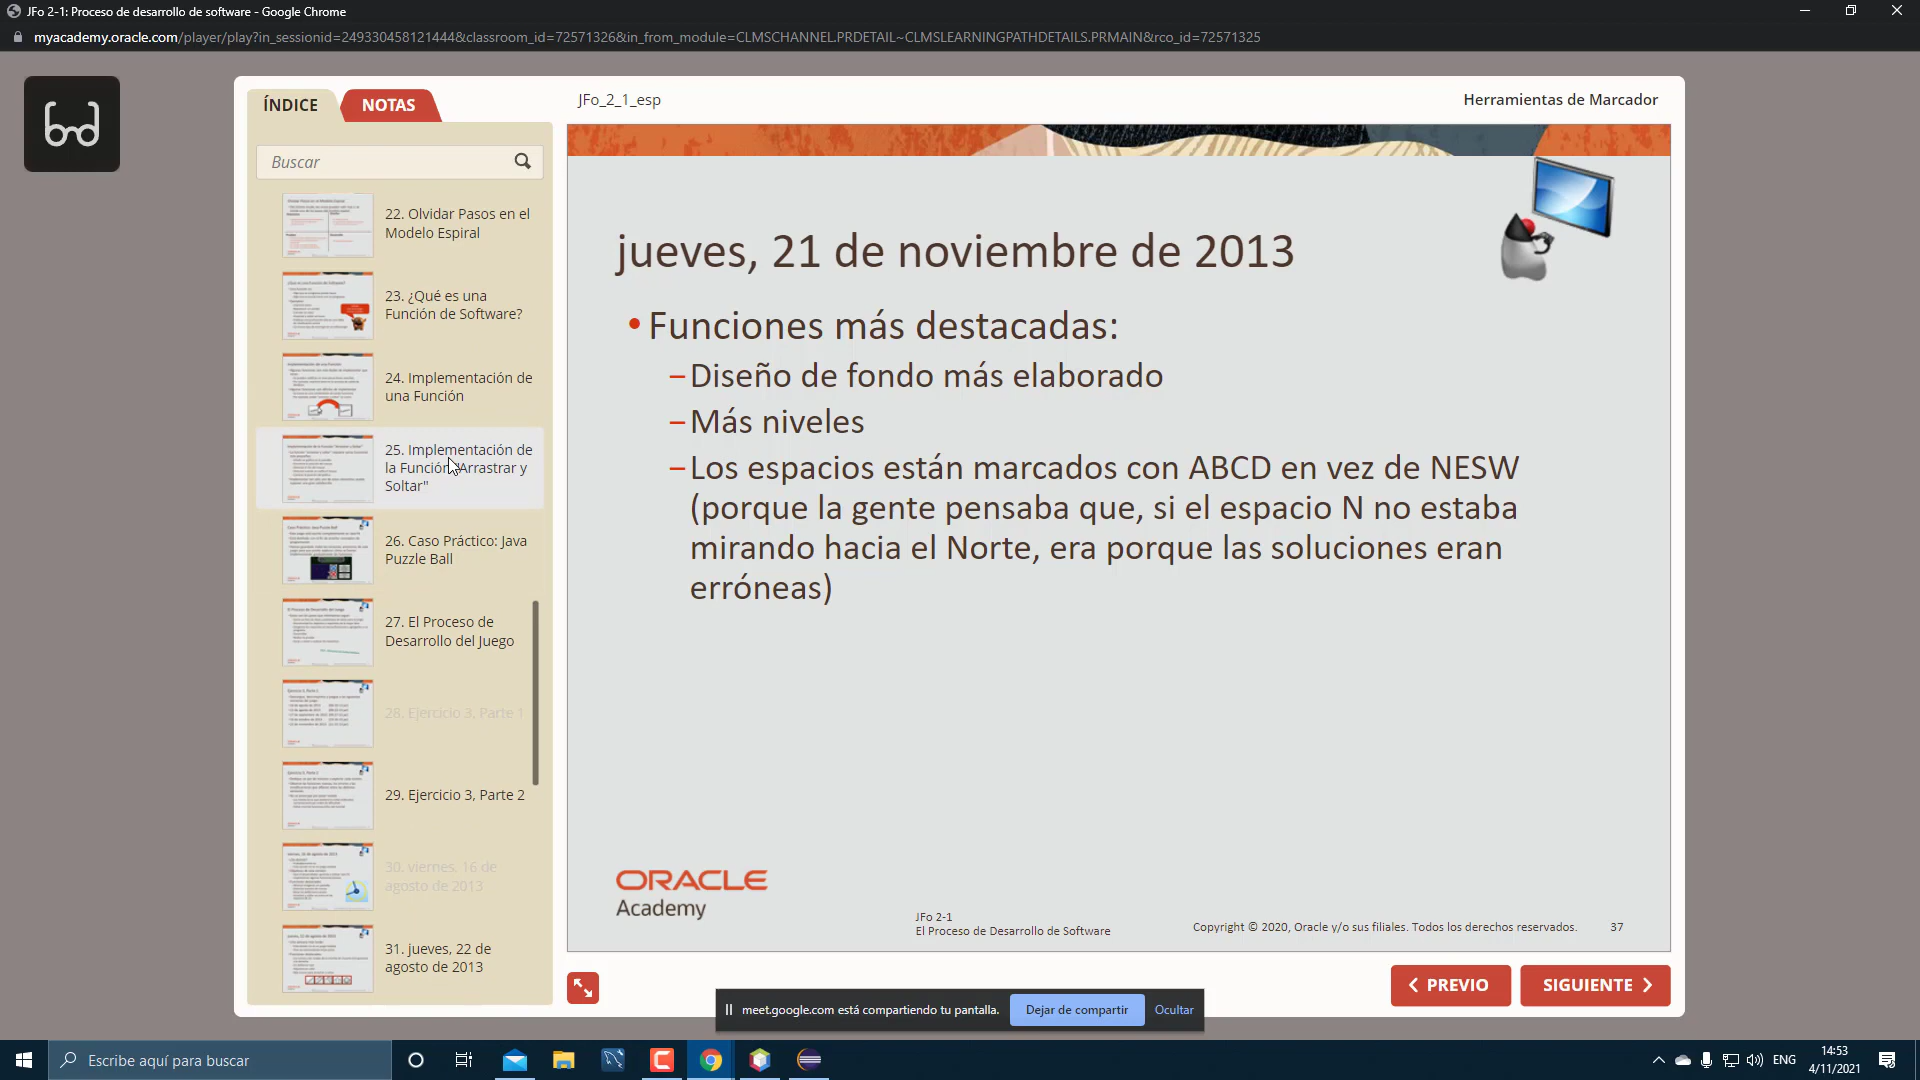 JFo 2-1: Proceso de desarrollo de software - Google Chrome
myacademy.oracle.com/player/play?in_sessionid=249330458121444&classroom_id=72571326&in_from_module=CLMSCHANNEL.PRDETAIL~CLMSLEARNINGPATHDETAILS.PRMAIN&rco_id=72571325
ÍNDICE
NOTAS
Buscar
22. Olvidar Pasos en el
Modelo Espiral
23. ¿Qué es una
Función de Software?
24. Implementación de
una Función
25. Implementación de
la Función "Arrastrar y
Soltar"
26. Caso Práctico: Java
Puzzle Ball
27. El Proceso de
Desarrollo del Juego
28. Ejercicio 3, Parte 1
29. Ejercicio 3, Parte 2
30. viernes, 16 de
agosto de 2013
31. jueves, 22 de
agosto de 2013
JFo_2_1_esp
Herramientas de Marcador
jueves, 21 de noviembre de 2013
• Funciones más destacadas:
– Diseño de fondo más elaborado
– Más niveles
– Los espacios están marcados con ABCD en vez de NESW
(porque la gente pensaba que, si el espacio N no estaba
mirando hacia el Norte, era porque las soluciones eran
erróneas)
ORACLE
Academy
JFo 2-1
El Proceso de Desarrollo de Software
Copyright © 2020, Oracle y/o sus filiales. Todos los derechos reservados.
37
PREVIO
SIGUIENTE
meet.google.com está compartiendo tu pantalla.
Dejar de compartir
Ocultar
Escribe aquí para buscar
ENG
14:53
4/11/2021